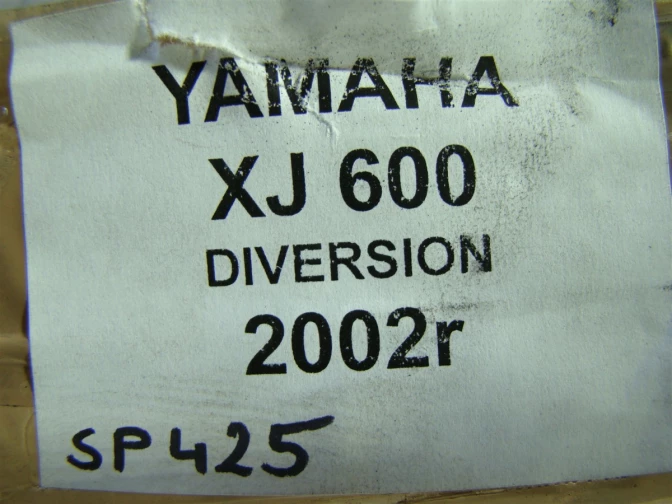 YAMAHA
XJ 600
DIVERSION
2002r
SP425